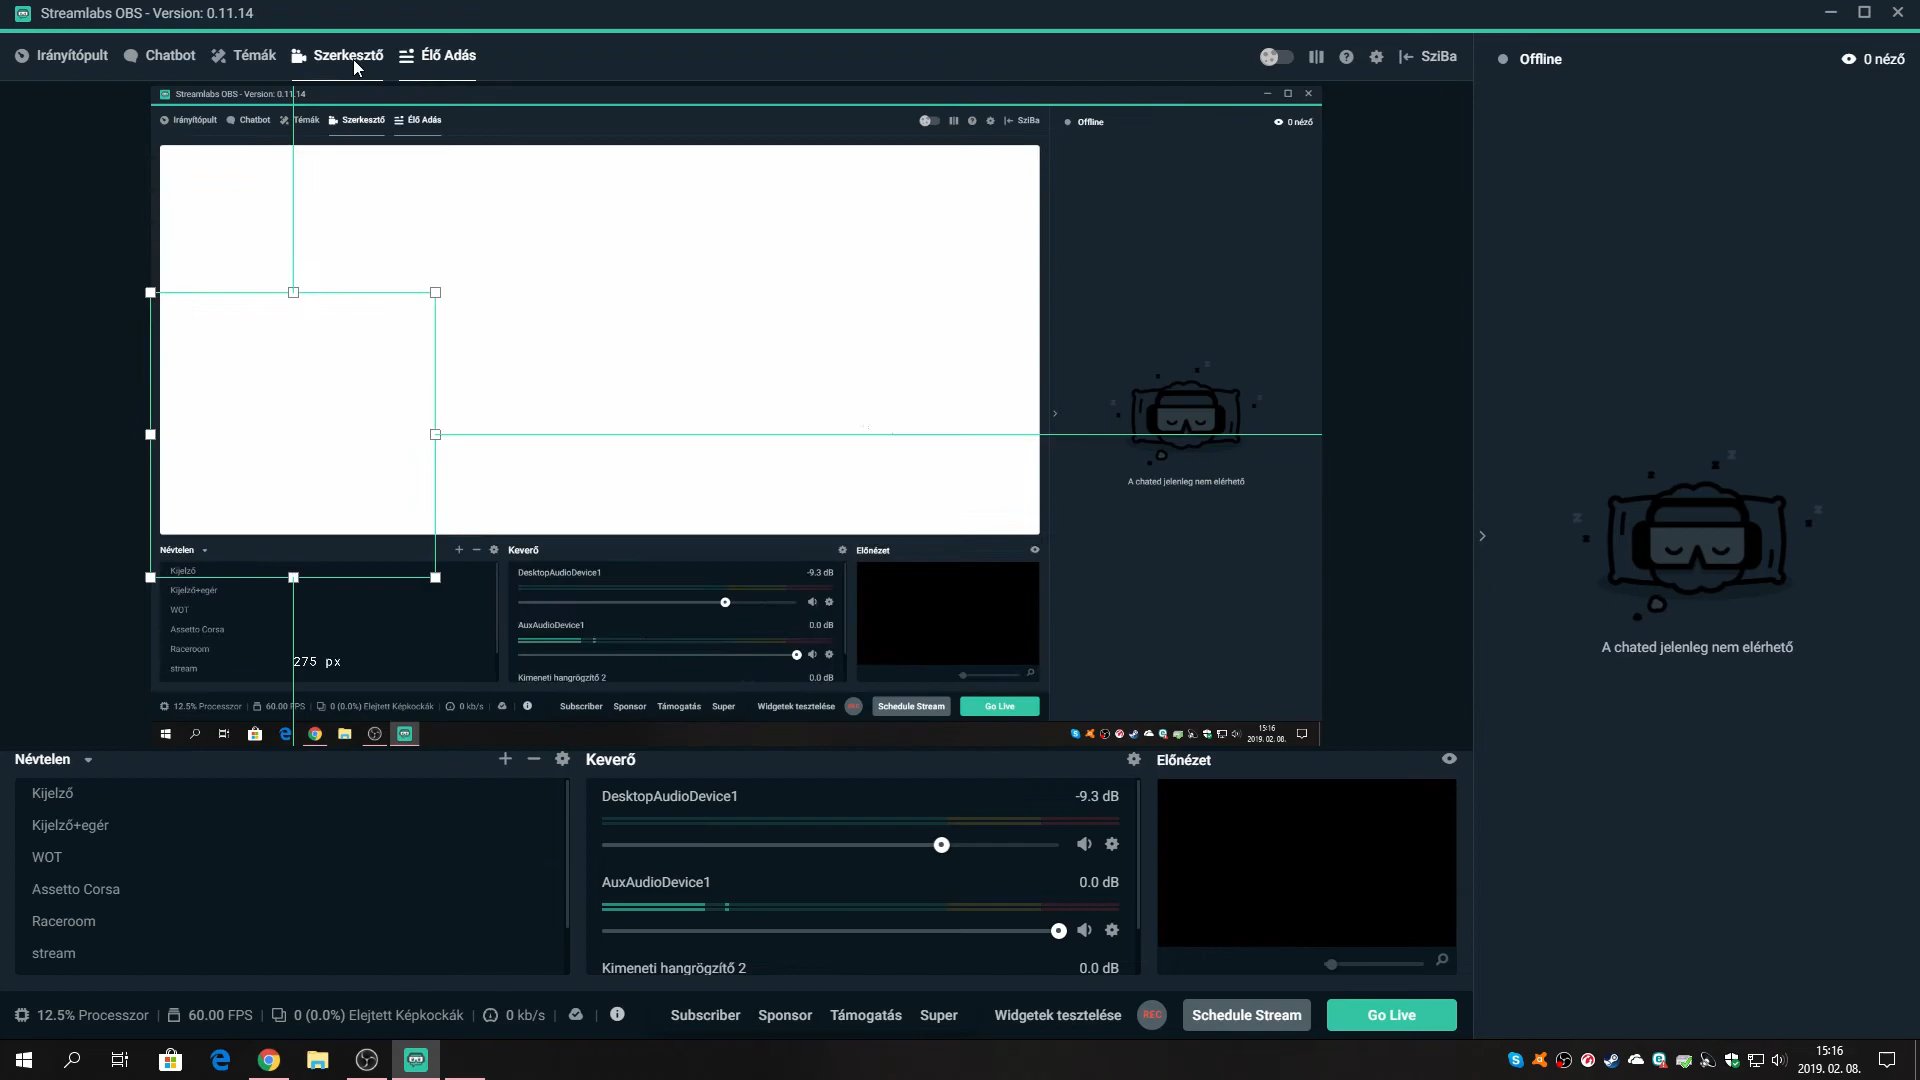 Streamlabs OBS - Version: 0.11.14
Irányítópult Chatbot Témák Szerkesztő Élő Adás SziBa
Offline 0 néző
Streamlabs OBS - Version: 0.11.14
Irányítópult Chatbot Témák Szerkesztő Élő Adás SziBa
Offline 0 néző
A chated jelenleg nem elérhető
Névtelen Keverő Előnézet
Kijelző
Kijelző+egér
WOT
Assetto Corsa
Raceroom
stream
DesktopAudioDevice1 -9.3 dB
AuxAudioDevice1 0.0 dB
Kimeneti hangrögzítő 2 0.0 dB
275 px
12.5% Processzor 60.00 FPS 0 (0.0%) Elejtett Képkockák 0 kb/s Subscriber Sponsor Támogatás Super Widgetek tesztelése REC Schedule Stream Go Live
15:16
2019. 02. 08.
A chated jelenleg nem elérhető
Névtelen Keverő Előnézet
Kijelző
Kijelző+egér
WOT
Assetto Corsa
Raceroom
stream
DesktopAudioDevice1 -9.3 dB
AuxAudioDevice1 0.0 dB
Kimeneti hangrögzítő 2 0.0 dB
12.5% Processzor 60.00 FPS 0 (0.0%) Elejtett Képkockák 0 kb/s Subscriber Sponsor Támogatás Super Widgetek tesztelése REC Schedule Stream Go Live
15:16
2019. 02. 08.